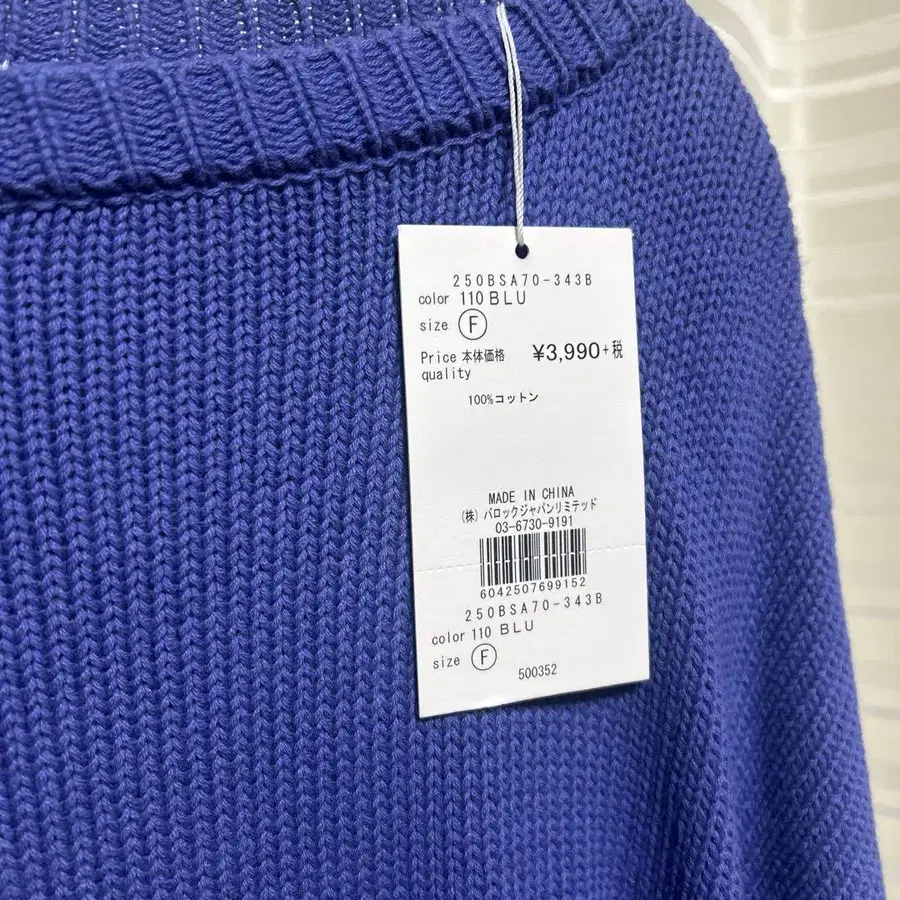 250BSA70-343B
color 110 BLU
size F
Price 本体価格 ¥3,990+税
quality
100%コットン
MADE IN CHINA
(株) バロックジャパンリミテッド
03-6730-9191
6042507699152
250BSA70-343B
color 110 BLU
size F
500352